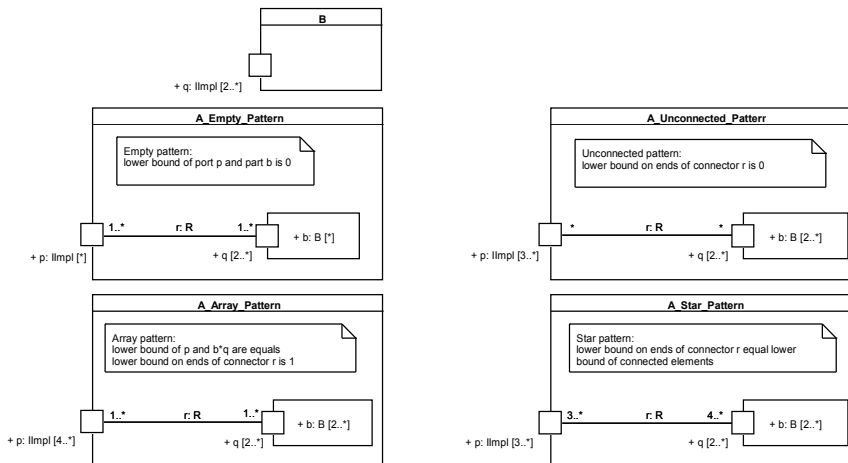 B
+ q: IImpl [2..*]
A_Empty_Pattern
Empty pattern:
lower bound of port p and part b is 0
1..*
r: R
1..*
+ b: B [*]
+ p: IImpl [*]
+ q [2..*]
A_Unconnected_Pattern
Unconnected pattern:
lower bound on ends of connector r is 0
*
r: R
*
+ b: B [2..*]
+ p: IImpl [3..*]
+ q [2..*]
A_Array_Pattern
Array pattern:
lower bound of p and b*q are equals
lower bound on ends of connector r is 1
1..*
r: R
1..*
+ b: B [2..*]
+ p: IImpl [4..*]
+ q [2..*]
A_Star_Pattern
Star pattern:
lower bound on ends of connector r equal lower
bound of connected elements
3..*
r: R
4..*
+ b: B [2..*]
+ p: IImpl [3..*]
+ q [2..*]